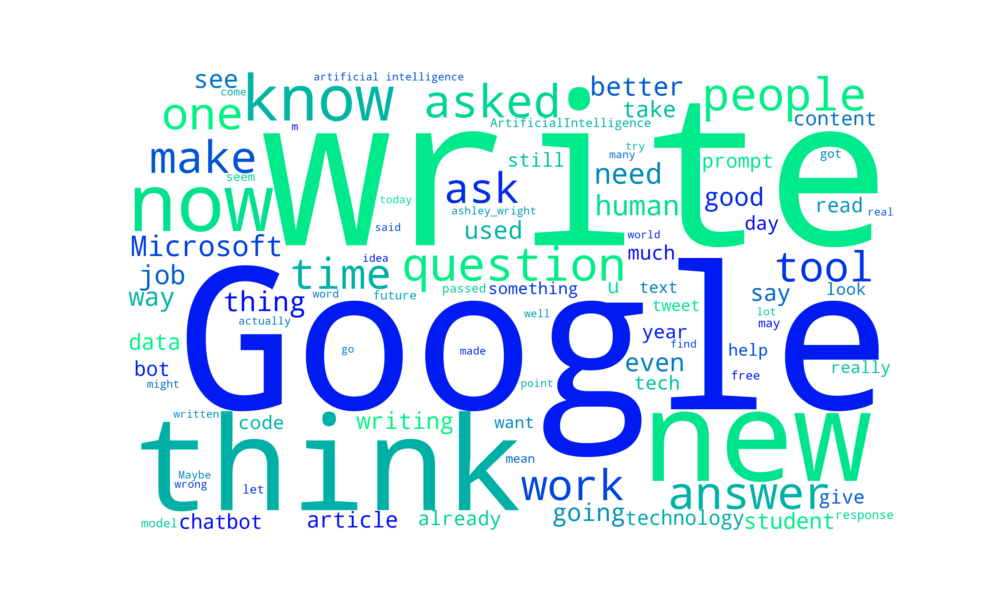 see
artificial intelligence
come
know
asked
better
people
one
m
ArtificialIntelligence
take
content
write
make
seem
still
try
many
prompt
got
now
today
ask
need
good
human
read
real
said
ashley_wright
used
world
day
Microsoft
idea
question
much
tool
job
time
way
thing
word
future
passed
something
u
text
tweet
say
look
may
lot
Google
actually
well
year
find
data
bot
might
go
made
point
even
tech
help
free
really
written
think
code
writing
want
new
Maybe
wrong
let
mean
work
answer
give
model
chatbot
article
already
going
technology
student
response